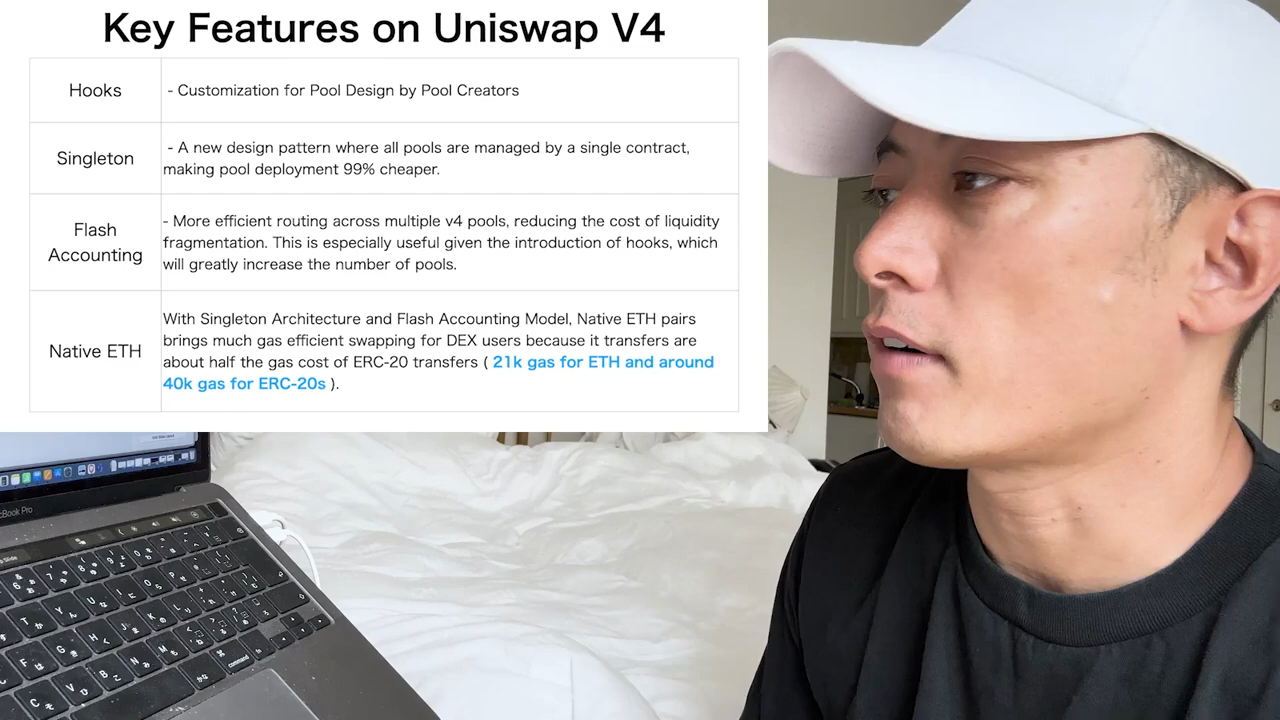 Key Features on Uniswap V4
Hooks
- Customization for Pool Design by Pool Creators
Singleton
- A new design pattern where all pools are managed by a single contract,
making pool deployment 99% cheaper.
Flash
Accounting
- More efficient routing across multiple v4 pools, reducing the cost of liquidity
fragmentation. This is especially useful given the introduction of hooks, which
will greatly increase the number of pools.
Native ETH
With Singleton Architecture and Flash Accounting Model, Native ETH pairs
brings much gas efficient swapping for DEX users because it transfers are
about half the gas cost of ERC-20 transfers ( 21k gas for ETH and around
40k gas for ERC-20s ).
Book Pro
command